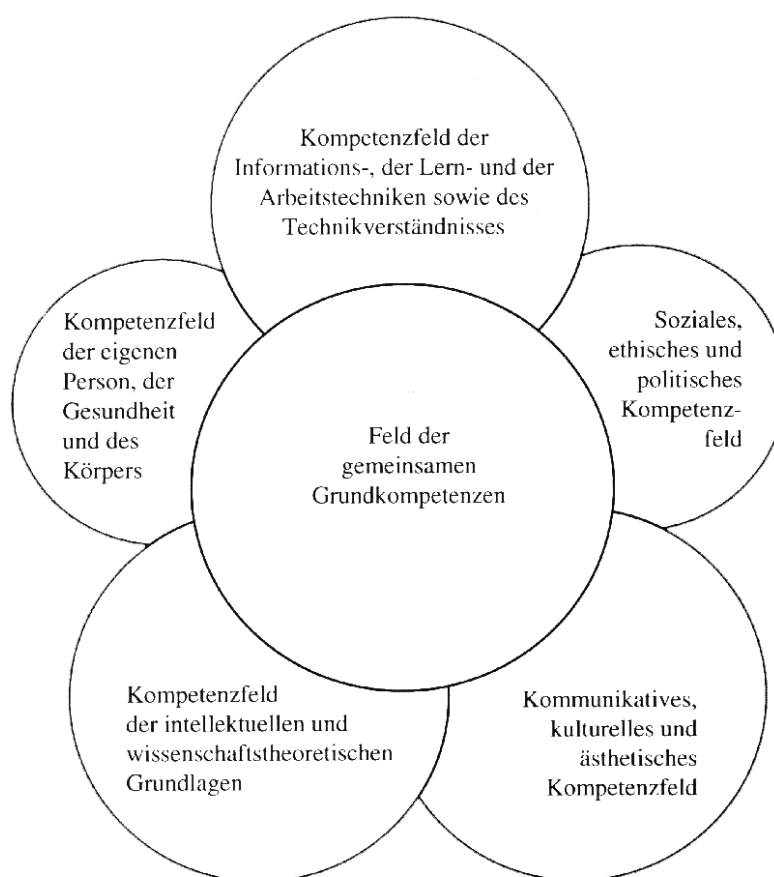 Kompetenzfeld der
Informations-, der Lern- und der
Arbeitstechniken sowie des
Technikverständnisses
Kompetenzfeld
der eigenen
Person, der
Gesundheit
und des
Körpers
Soziales,
ethisches und
politisches
Kompetenz-
feld
Feld der
gemeinsamen
Grundkompetenzen
Kompetenzfeld
der intellektuellen und
wissenschaftstheoretischen
Grundlagen
Kommunikatives,
kulturelles und
ästhetisches
Kompetenzfeld